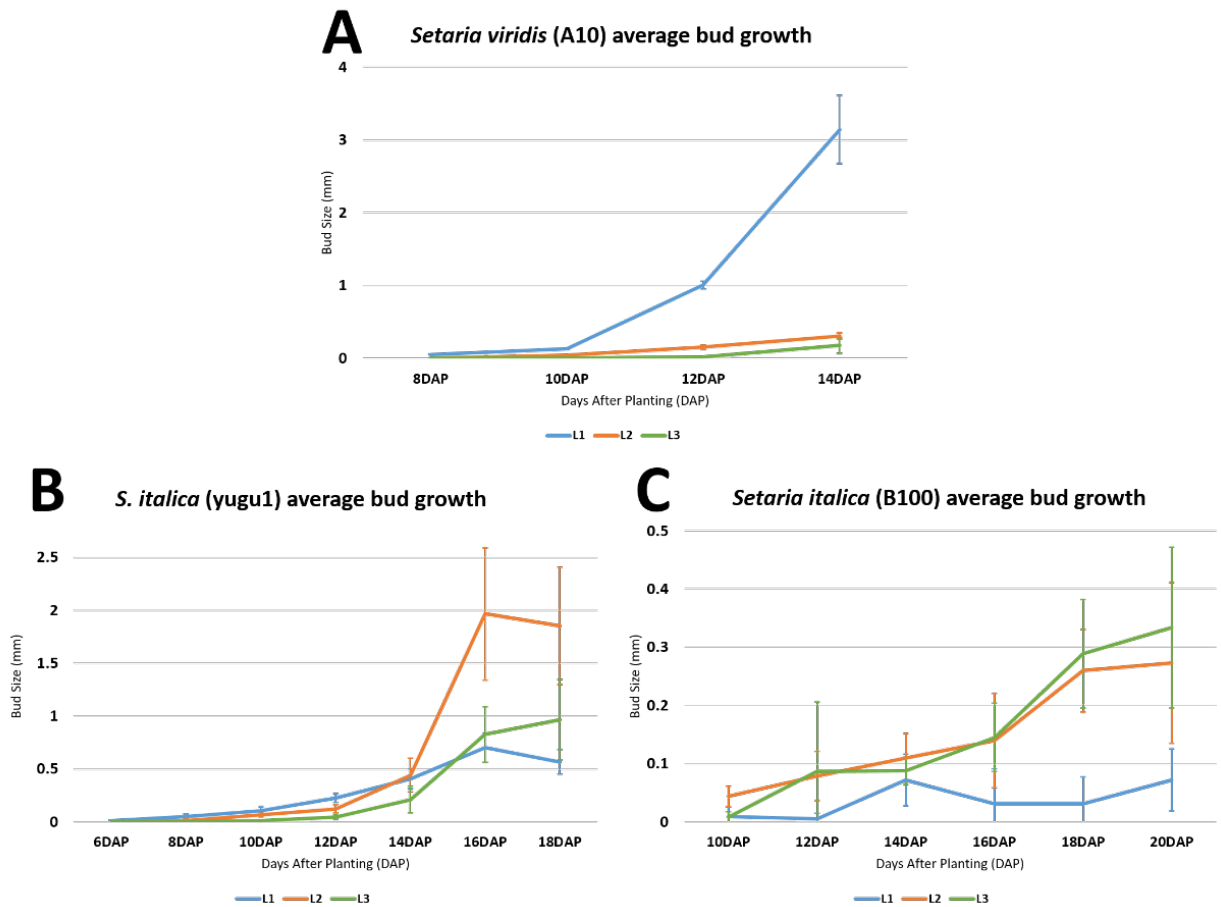 A
Setaria viridis (A10) average bud growth
4
3
2
1
0
Bud Size (mm)
8DAP 10DAP 12DAP 14DAP
Days After Planting (DAP)
L1 L2 L3
B
S. italica (yugu1) average bud growth
2.5
2
1.5
1
0.5
0
Bud Size (mm)
6DAP 8DAP 10DAP 12DAP 14DAP 16DAP 18DAP
Days After Planting (DAP)
L1 L2 L3
C
Setaria italica (B100) average bud growth
0.5
0.4
0.3
0.2
0.1
0
Bud Size (mm)
10DAP 12DAP 14DAP 16DAP 18DAP 20DAP
Days After Planting (DAP)
L1 L2 L3